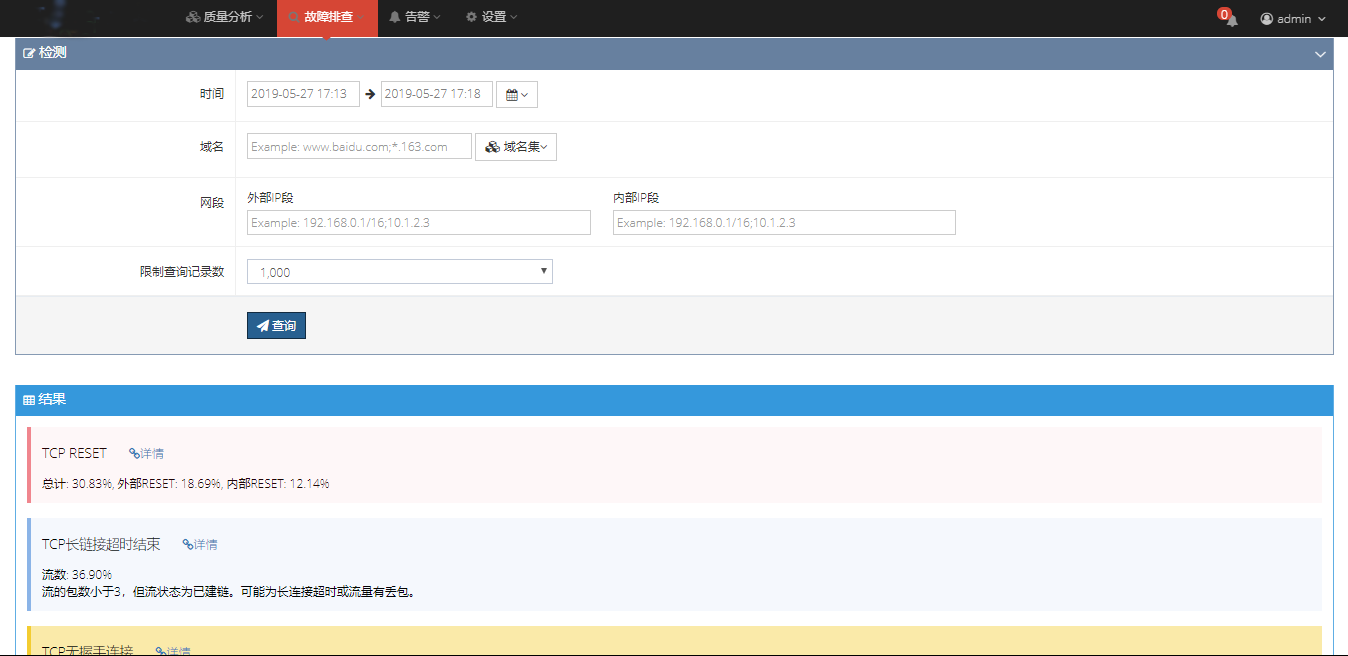 质量分析 故障排查 告警 设置 0 admin
检测
时间 2019-05-27 17:13 2019-05-27 17:18
域名 Example: www.baidu.com;*.163.com 域名集
网段 外部IP段 内部IP段
Example: 192.168.0.1/16;10.1.2.3 Example: 192.168.0.1/16;10.1.2.3
限制查询记录数 1,000
查询
结果
TCP RESET 详情
总计: 30.83%, 外部RESET: 18.69%, 内部RESET: 12.14%
TCP长链接超时结束 详情
流数: 36.90%
流的包数小于3，但流状态为已建链。可能为长连接超时或流量有丢包。
TCP无握手连接 详情